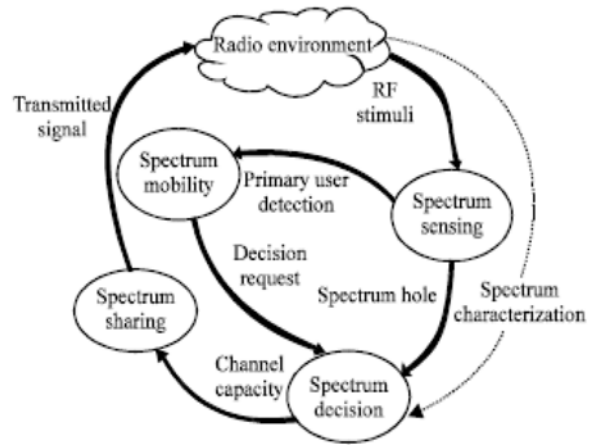 Radio environment
RF
stimuli
Transmitted
signal
Spectrum
mobility
Primary user
detection
Spectrum
sensing
Decision
request
Spectrum hole
Spectrum
characterization
Spectrum
sharing
Channel
capacity
Spectrum
decision